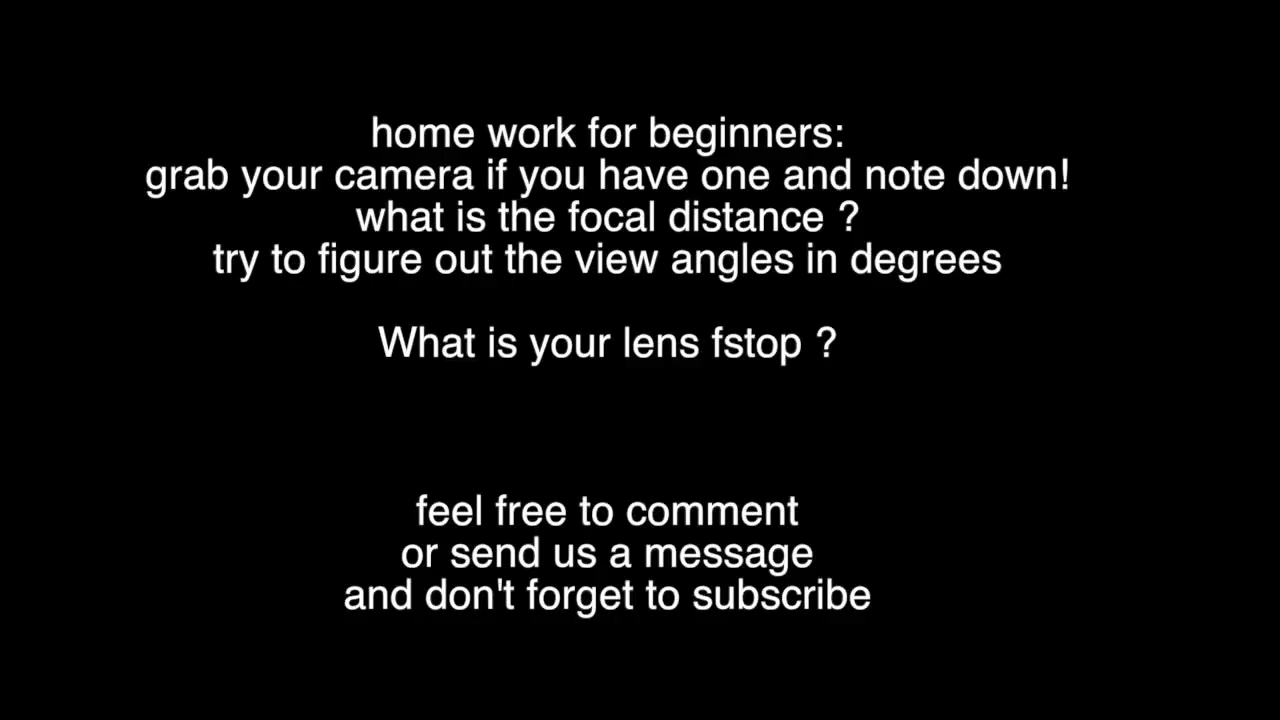 home work for beginners:
grab your camera if you have one and note down!
what is the focal distance ?
try to figure out the view angles in degrees
What is your lens fstop ?
feel free to comment
or send us a message
and don't forget to subscribe